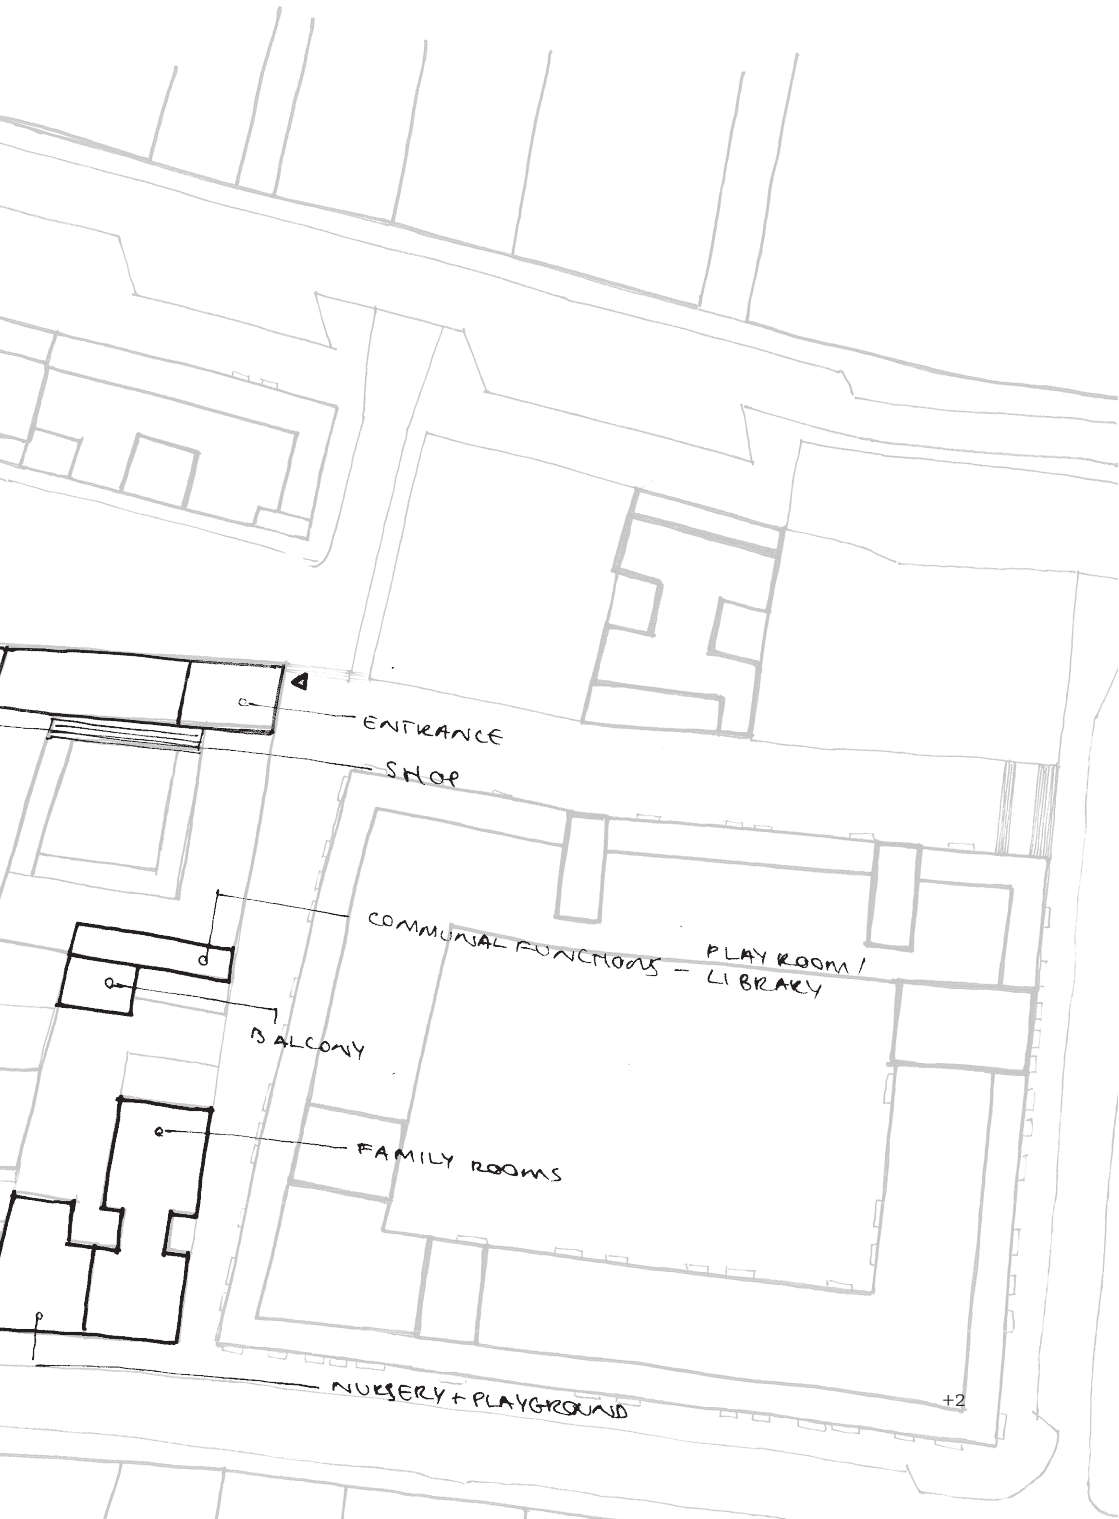 ENTRANCE
SHOP
COMMUNAL FUNCTIONS – PLAYROOM/
LIBRARY
BALCONY
FAMILY ROOMS
NURSERY + PLAYGROUND
+2